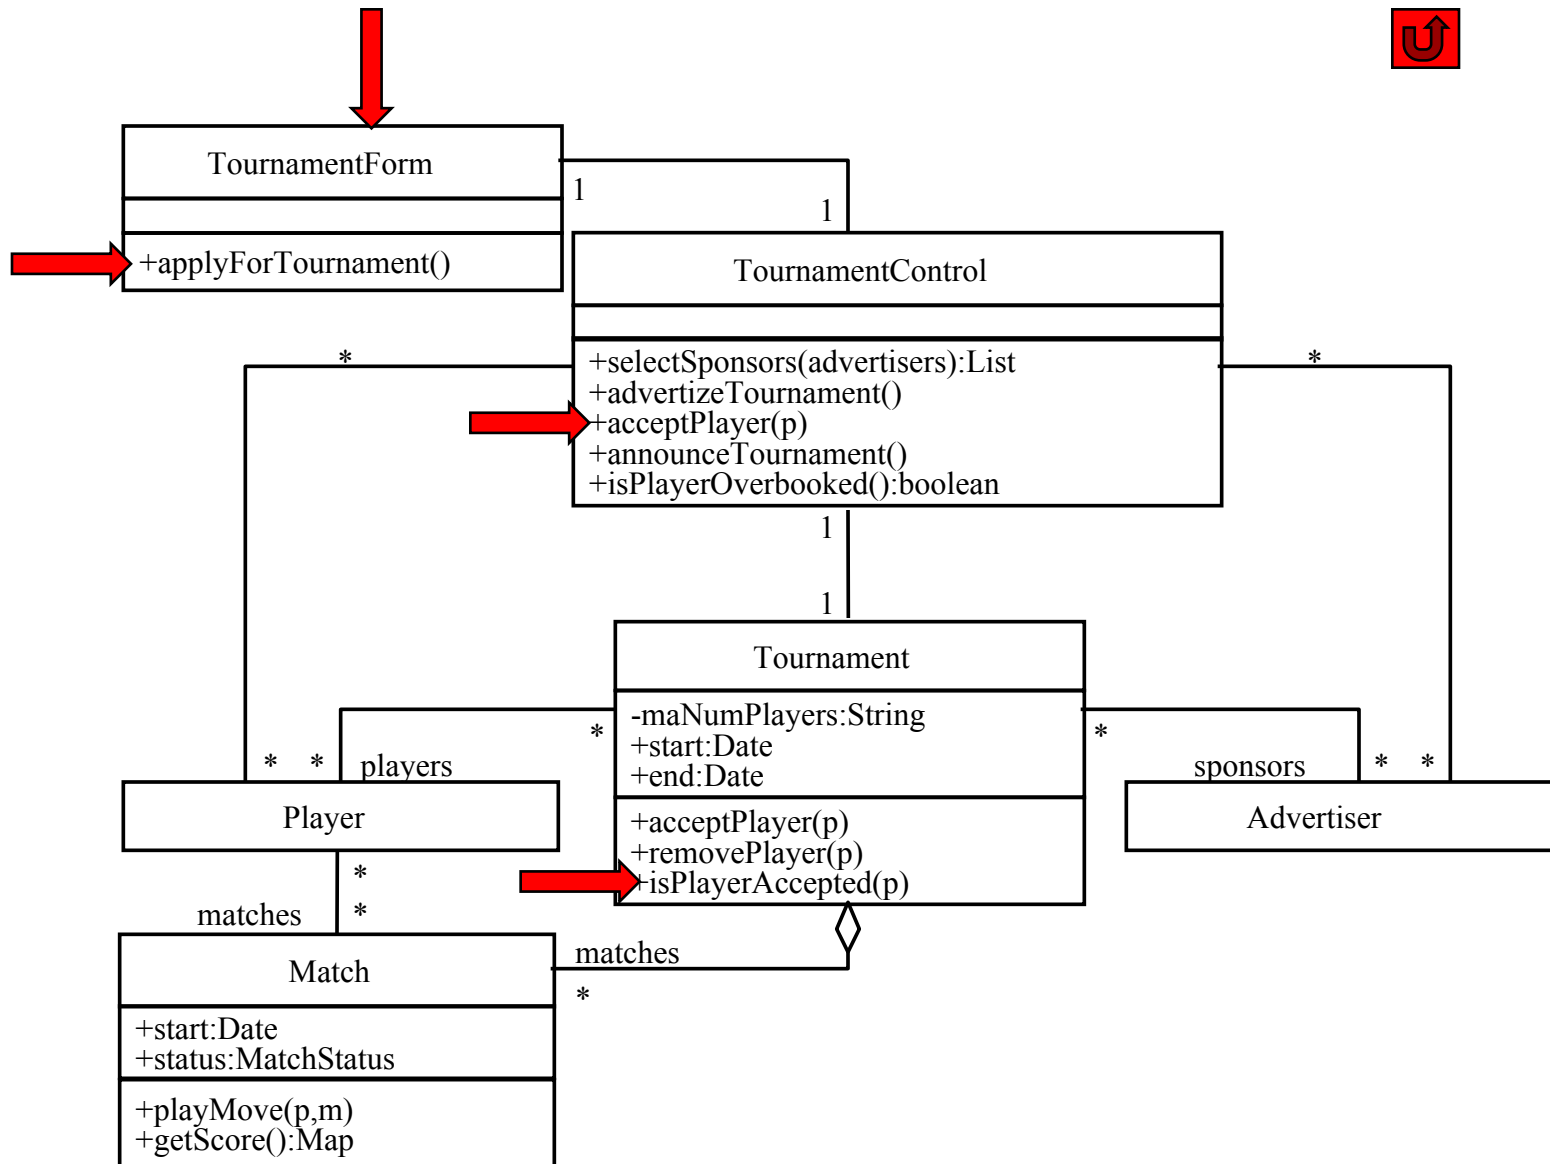 TournamentForm
1
1
+applyForTournament()
TournamentControl
*
+selectSponsors(advertisers):List
*
+advertizeTournament()
+acceptPlayer(p)
+announceTournament()
+isPlayerOverbooked():boolean
1
1
Tournament
-maNumPlayers:String
+start:Date
+end:Date
*
*
* * players
sponsors * *
Player
+acceptPlayer(p)
+removePlayer(p)
+isPlayerAccepted(p)
Advertiser
*
matches *
matches
*
Match
+start:Date
+status:MatchStatus
+playMove(p,m)
+getScore():Map